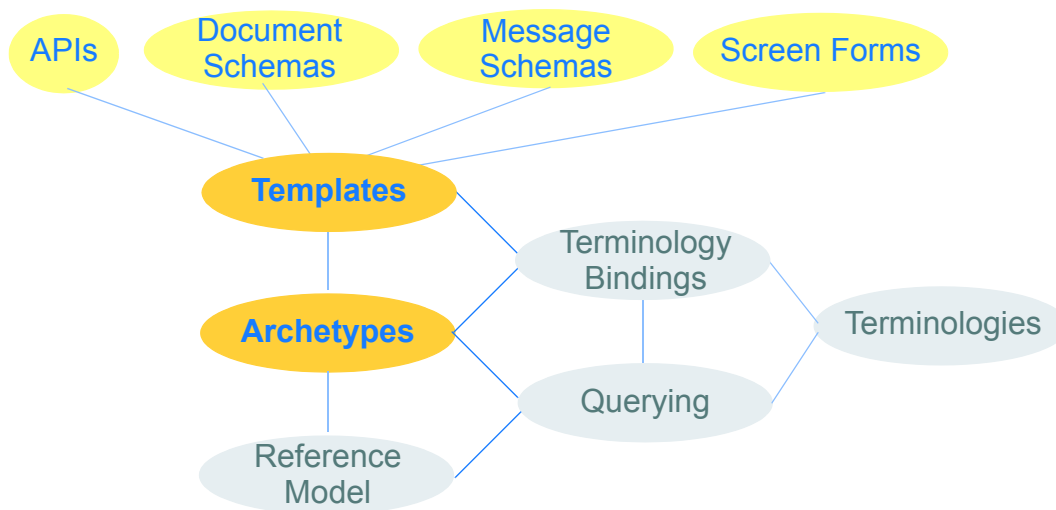 APIs
Document
Schemas
Message
Schemas
Screen Forms
Templates
Terminology
Bindings
Archetypes
Terminologies
Querying
Reference
Model